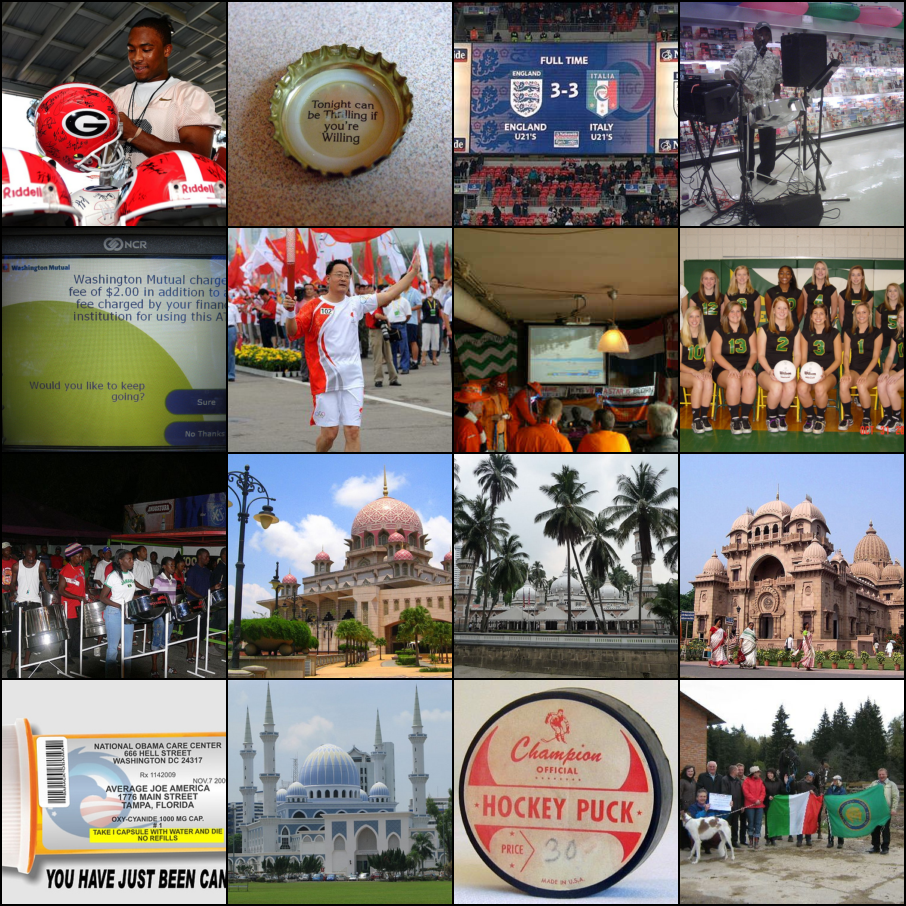 G
Riddell
Riddell
Tonight can
be Thrilling if
you're
Willing
FULL TIME
ENGLAND
3-3
ITALIA
ENGLAND
U21'S
ITALY
U21'S
NCR
Washington Mutual
Washington Mutual charge
fee of $2.00 in addition to
fee charged by your finan
institution for using this A
Would you like to keep
going?
Sure
No Thanks
102
12
4
10
13
2
3
1
NATIONAL OBAMA CARE CENTER
666 HELL STREET
WASHINGTON DC 24317
Rx 1142009
NOV.7 200
AVERAGE JOE AMERICA
1776 MAIN STREET
TAMPA, FLORIDA
OXY-CYANIDE 1000 MG CAP.
# 1
TAKE I CAPSULE WITH WATER AND DIE
NO REFILLS
YOU HAVE JUST BEEN CAN
Champion
OFFICIAL
HOCKEY PUCK
PRICE
30
MADE IN U.S.A.